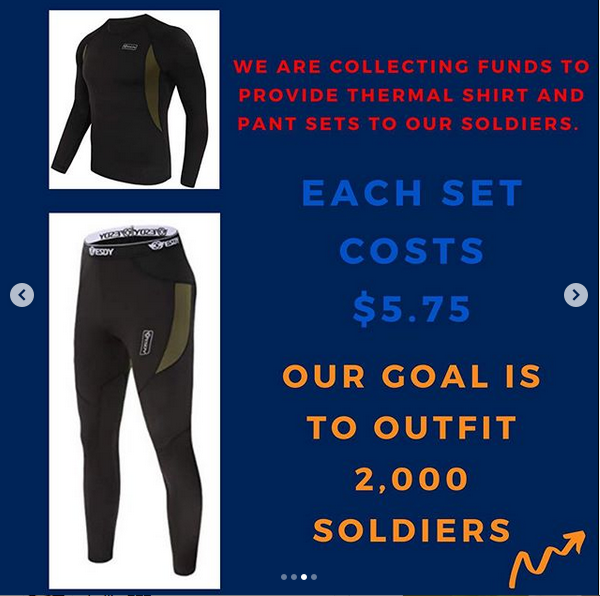 WE ARE COLLECTING FUNDS TO
PROVIDE THERMAL SHIRT AND
PANT SETS TO OUR SOLDIERS.
EACH SET
COSTS
$5.75
OUR GOAL IS
TO OUTFIT
2,000
SOLDIERS
ESDY